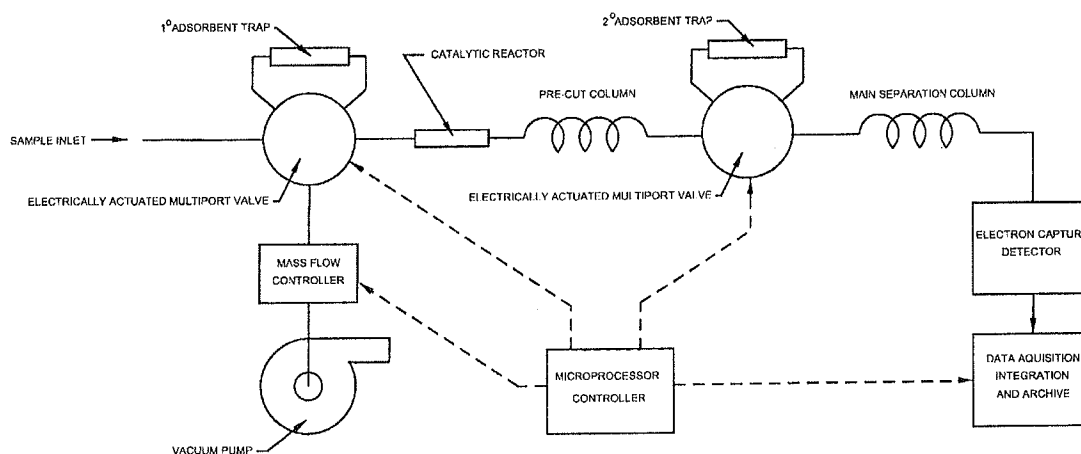 1° ADSORBENT TRAP
2° ADSORBENT TRAP
CATALYTIC REACTOR
PRE-CUT COLUMN
MAIN SEPARATION COLUMN
SAMPLE INLET
ELECTRICALLY ACTUATED MULTIPORT VALVE
ELECTRICALLY ACTUATED MULTIPORT VALVE
ELECTRON CAPTUR
DETECTOR
MASS FLOW
CONTROLLER
MICROPROCESSOR
CONTROLLER
DATA AQUISITION
INTEGRATION
AND ARCHIVE
VACUUM PUMP